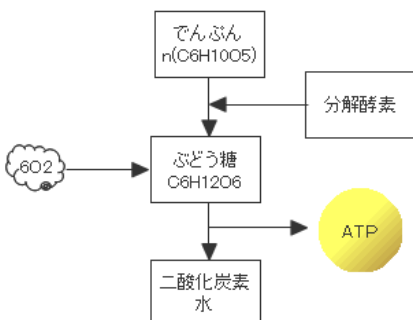 でんぷん
n(C6H10O5)
分解酵素
6O2
ぶどう糖
C6H12O6
ATP
二酸化炭素
水